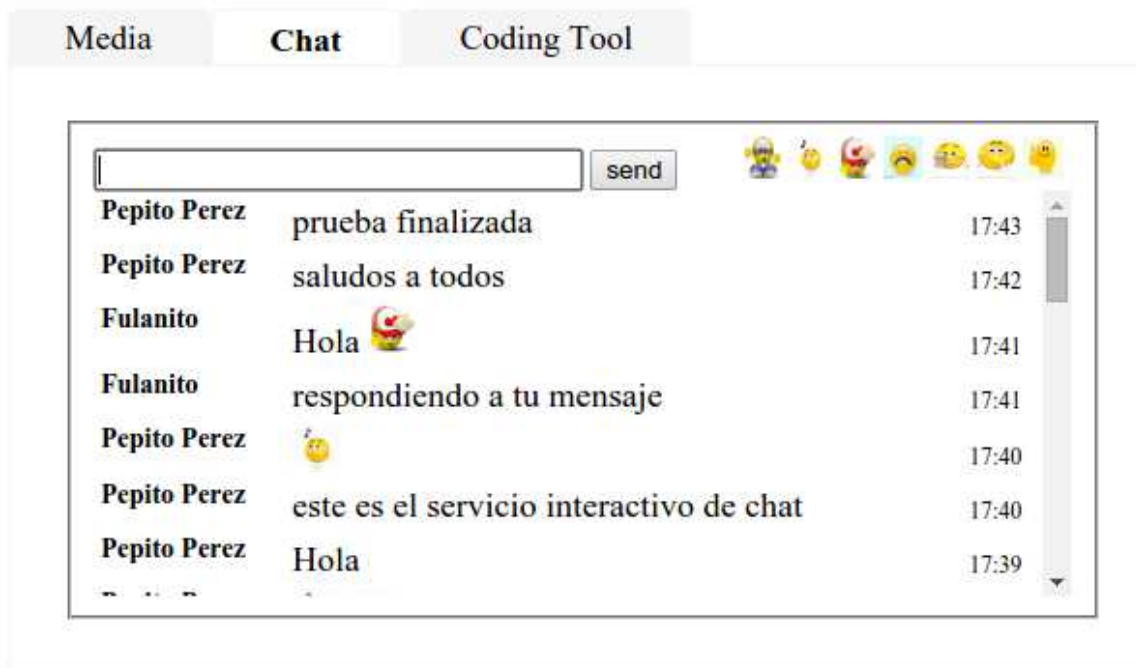 Media Chat Coding Tool
send
Pepito Perez prueba finalizada 17:43
Pepito Perez saludos a todos 17:42
Fulanito Hola 17:41
Fulanito respondiendo a tu mensaje 17:41
Pepito Perez 17:40
Pepito Perez este es el servicio interactivo de chat 17:40
Pepito Perez Hola 17:39